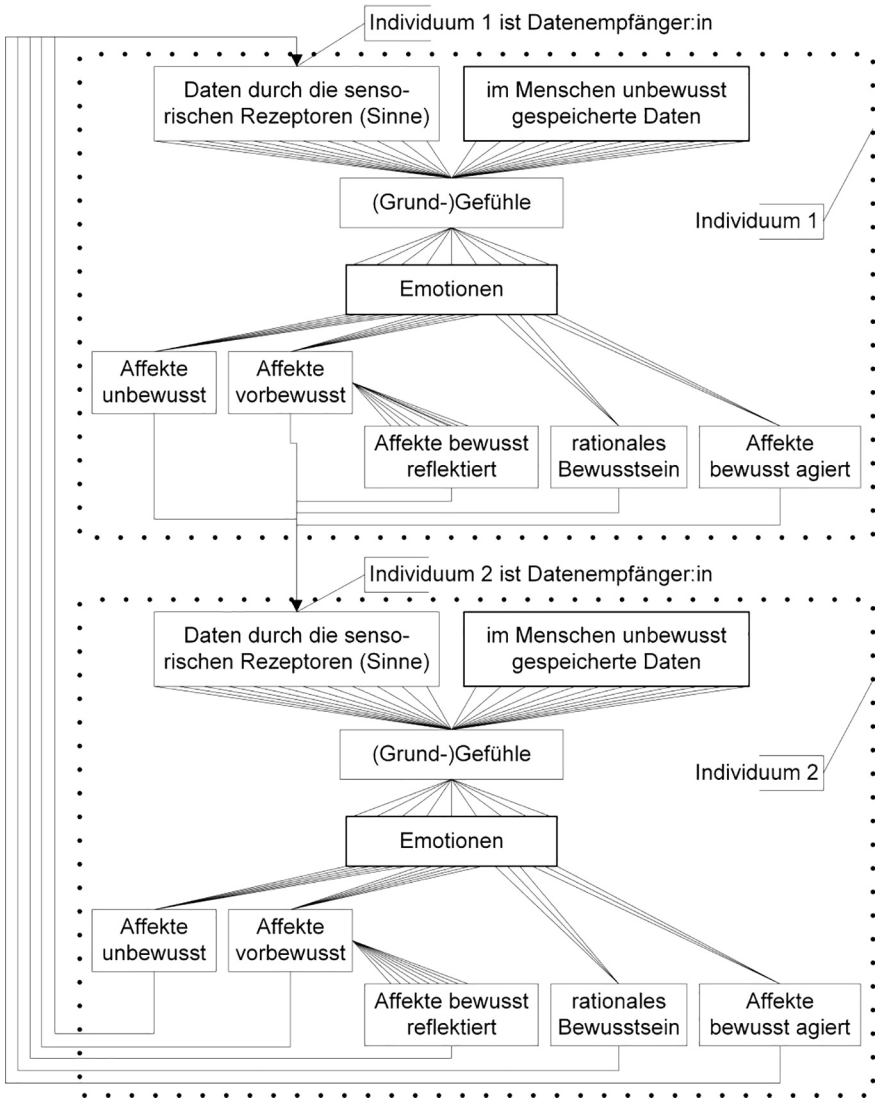 Individuum 1 ist Datenempfänger:in
Daten durch die senso-
rischen Rezeptoren (Sinne)
im Menschen unbewusst
gespeicherte Daten
(Grund-)Gefühle
Individuum 1
Emotionen
Affekte
unbewusst
Affekte
vorbewusst
Affekte bewusst
reflektiert
rationales
Bewusstsein
Affekte
bewusst agiert
Individuum 2 ist Datenempfänger:in
Daten durch die senso-
rischen Rezeptoren (Sinne)
im Menschen unbewusst
gespeicherte Daten
(Grund-)Gefühle
Individuum 2
Emotionen
Affekte
unbewusst
Affekte
vorbewusst
Affekte bewusst
reflektiert
rationales
Bewusstsein
Affekte
bewusst agiert